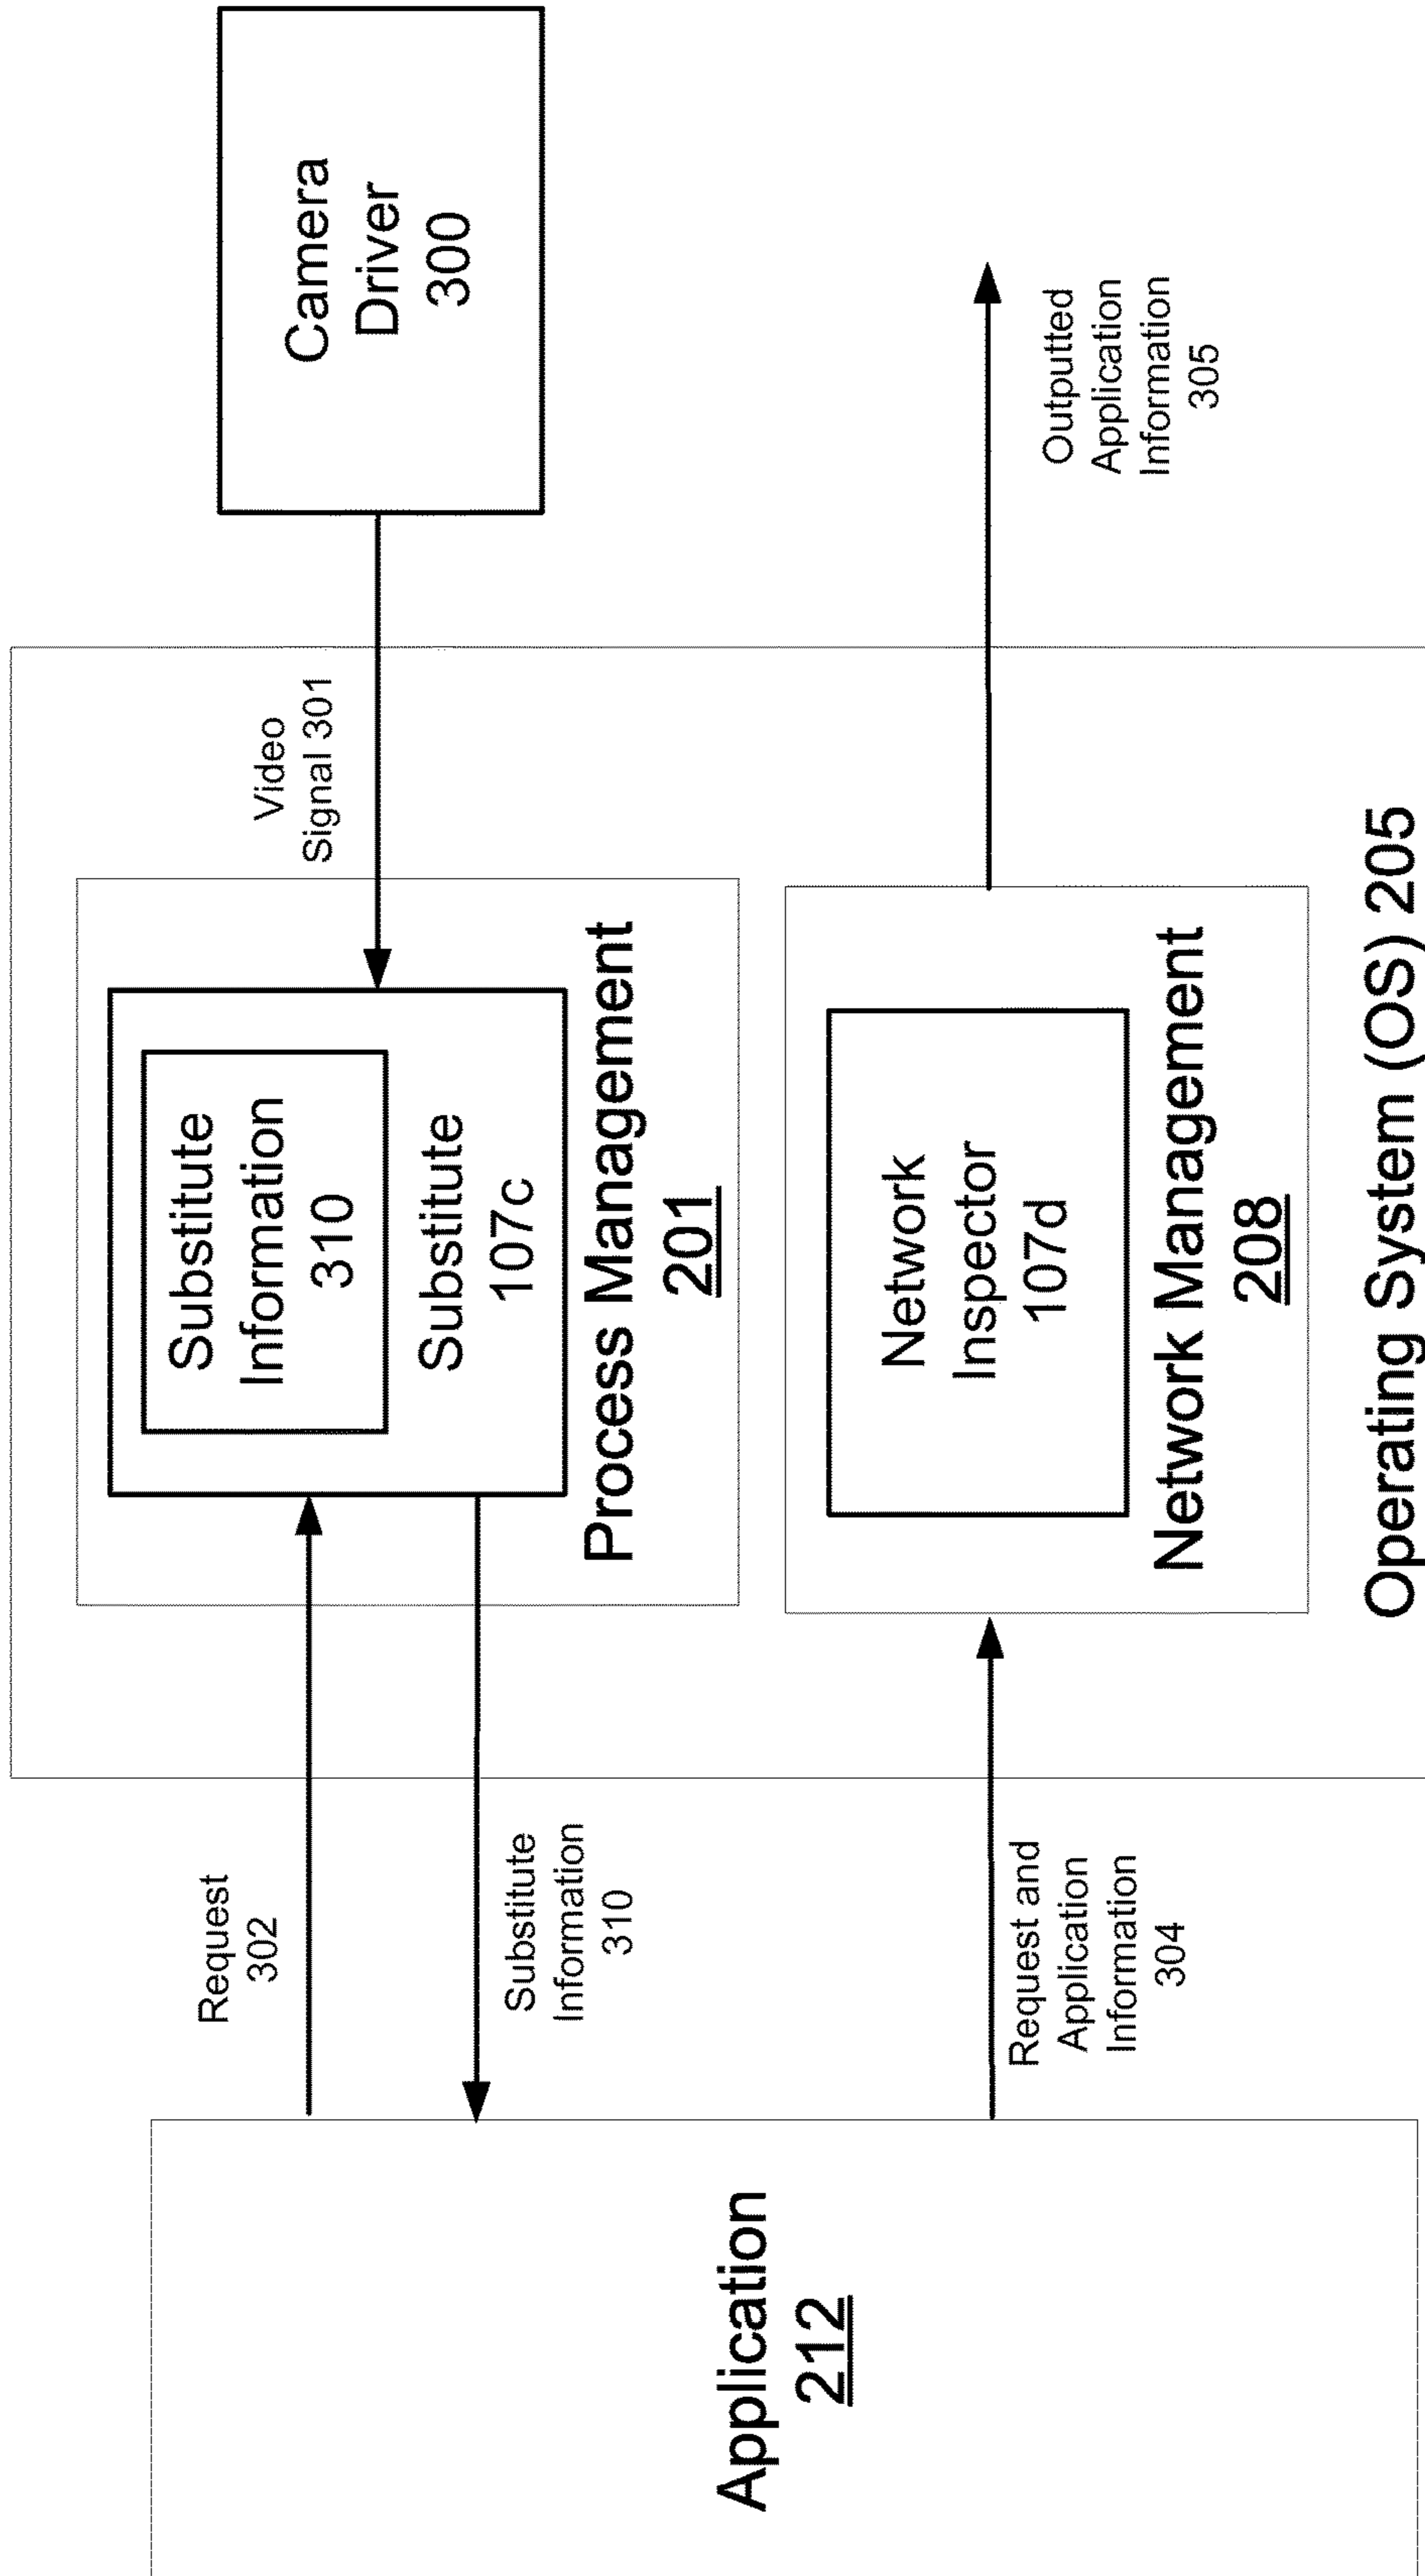 Request
302
Substitute
Information
310
Request and
Application
Information
304
Application
212
Substitute
Information
310
Substitute
107c
Process Management
201
Network
Inspector
107d
Network Management
208
Operating System (OS) 205
Video
Signal 301
Camera
Driver
300
Outputted
Application
Information
305